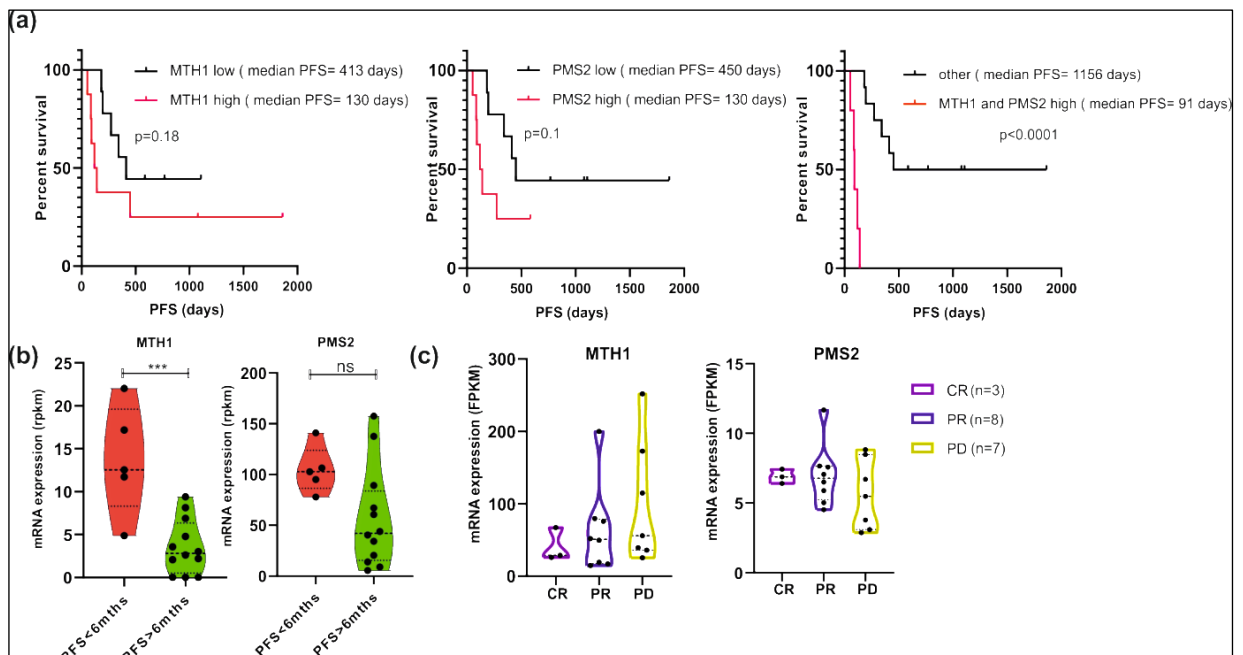 (a)
MTH1 low ( median PFS= 413 days)
MTH1 high ( median PFS= 130 days)
p=0.18
Percent survival
100
50
0
0
500
1000
1500
2000
PFS (days)
PMS2 low ( median PFS= 450 days)
PMS2 high ( median PFS= 130 days)
p=0.1
Percent survival
100
50
0
0
500
1000
1500
2000
PFS (days)
other ( median PFS= 1156 days)
MTH1 and PMS2 high ( median PFS= 91 days)
p<0.0001
Percent survival
100
50
0
0
500
1000
1500
2000
PFS (days)
(b)
MTH1
***
mRNA expression (rpkm)
25
20
15
10
5
0
PFS<6mths
PFS>6mths
PMS2
ns
mRNA expression (rpkm)
200
150
100
50
0
PFS<6mths
PFS>6mths
(c)
MTH1
mRNA expression (FPKM)
300
200
100
0
CR
PR
PD
PMS2
mRNA expression (FPKM)
15
10
5
0
CR
PR
PD
CR (n=3)
PR (n=8)
PD (n=7)